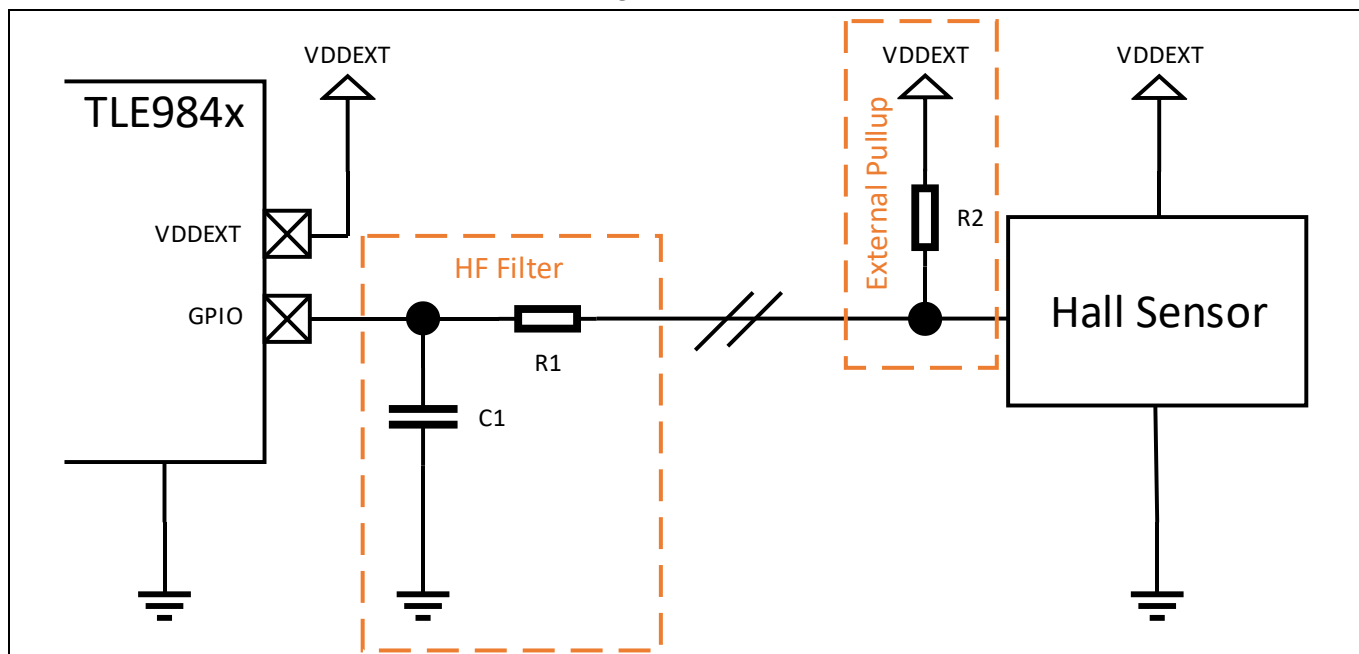 VDDEXT
VDDEXT
VDDEXT
TLE984x
External Pullup
R2
VDDEXT
HF Filter
GPIO
Hall Sensor
R1
C1